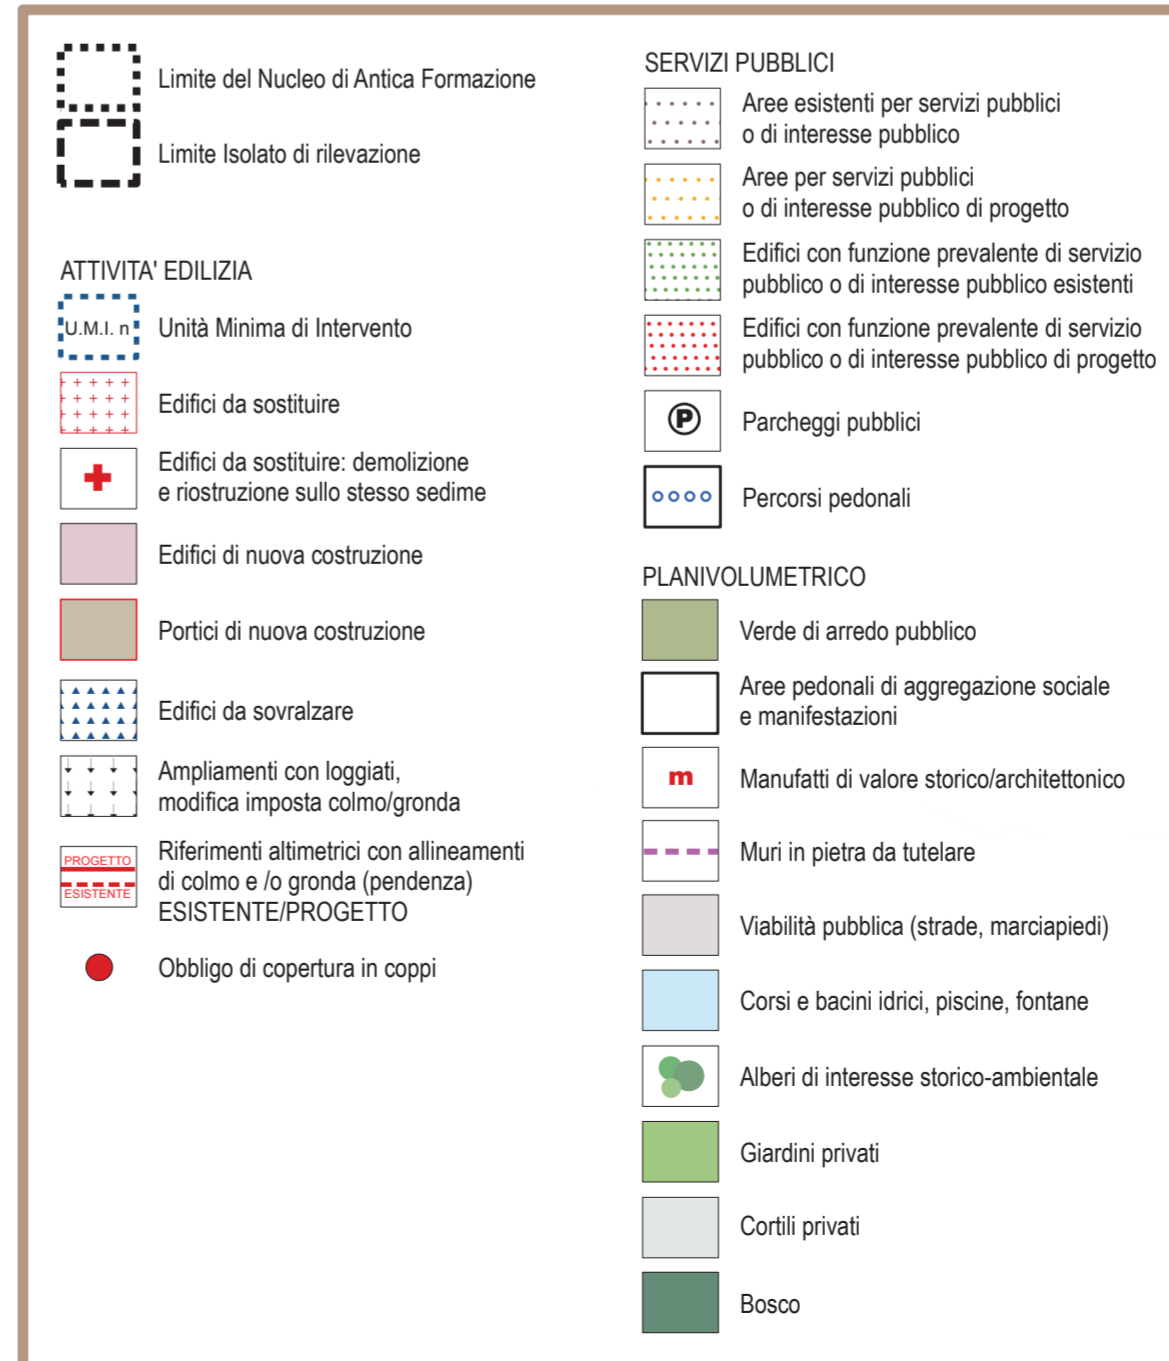 Limite del Nucleo di Antica Formazione
Limite Isolato di rilevazione
ATTIVITA' EDILIZIA
U.M.I. n
Unità Minima di Intervento
Edifici da sostituire
Edifici da sostituire: demolizione
e riostruzione sullo stesso sedime
Edifici di nuova costruzione
Portici di nuova costruzione
Edifici da sovralzare
Ampliamenti con loggiati,
modifica imposta colmo/gronda
PROGETTO
ESISTENTE
Riferimenti altimetrici con allineamenti
di colmo e /o gronda (pendenza)
ESISTENTE/PROGETTO
Obbligo di copertura in coppi
SERVIZI PUBBLICI
Aree esistenti per servizi pubblici
o di interesse pubblico
Aree per servizi pubblici
o di interesse pubblico di progetto
Edifici con funzione prevalente di servizio
pubblico o di interesse pubblico esistenti
Edifici con funzione prevalente di servizio
pubblico o di interesse pubblico di progetto
P
Parcheggi pubblici
Percorsi pedonali
PLANIVOLUMETRICO
Verde di arredo pubblico
Aree pedonali di aggregazione sociale
e manifestazioni
m
Manufatti di valore storico/architettonico
Muri in pietra da tutelare
Viabilità pubblica (strade, marciapiedi)
Corsi e bacini idrici, piscine, fontane
Alberi di interesse storico-ambientale
Giardini privati
Cortili privati
Bosco